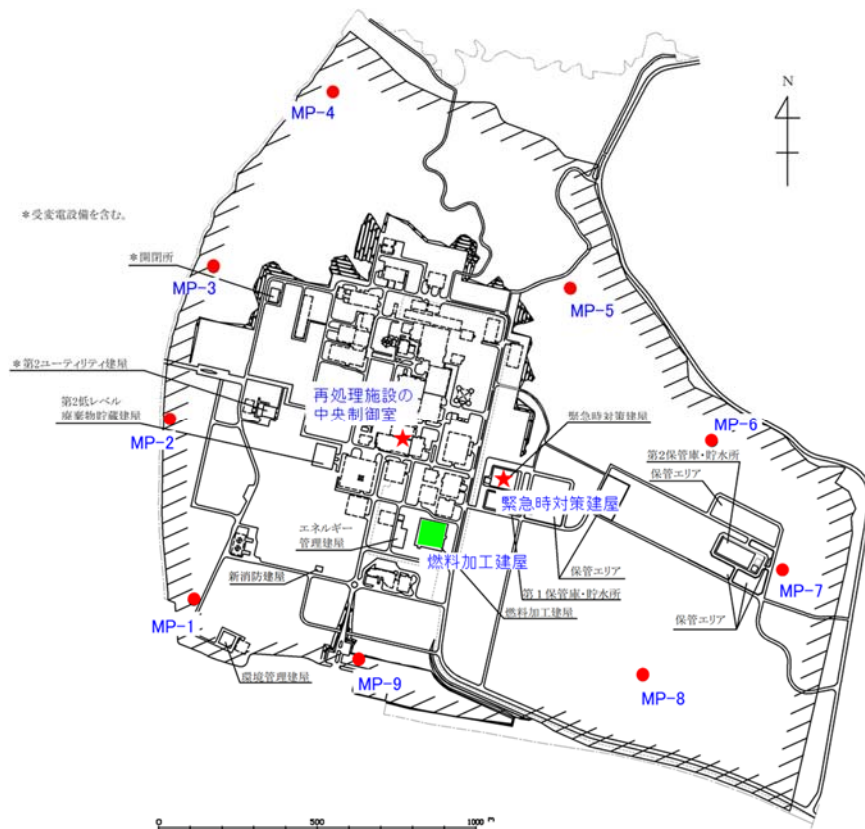 MP-4
N
*受変電設備を含む。
*開閉所
MP-3
MP-5
*第2ユーティリティ建屋
再処理施設の
中央制御室
第2低レベル
廃棄物貯蔵建屋
MP-2
緊急時対策建屋
MP-6
第2保管庫・貯水所
保管エリア
緊急時対策建屋
エネルギー
管理建屋
燃料加工建屋
保管エリア
MP-7
新消防建屋
第1保管庫・貯水所
燃料加工建屋
保管エリア
MP-1
環境管理建屋
MP-9
MP-8
0
500
1000 m